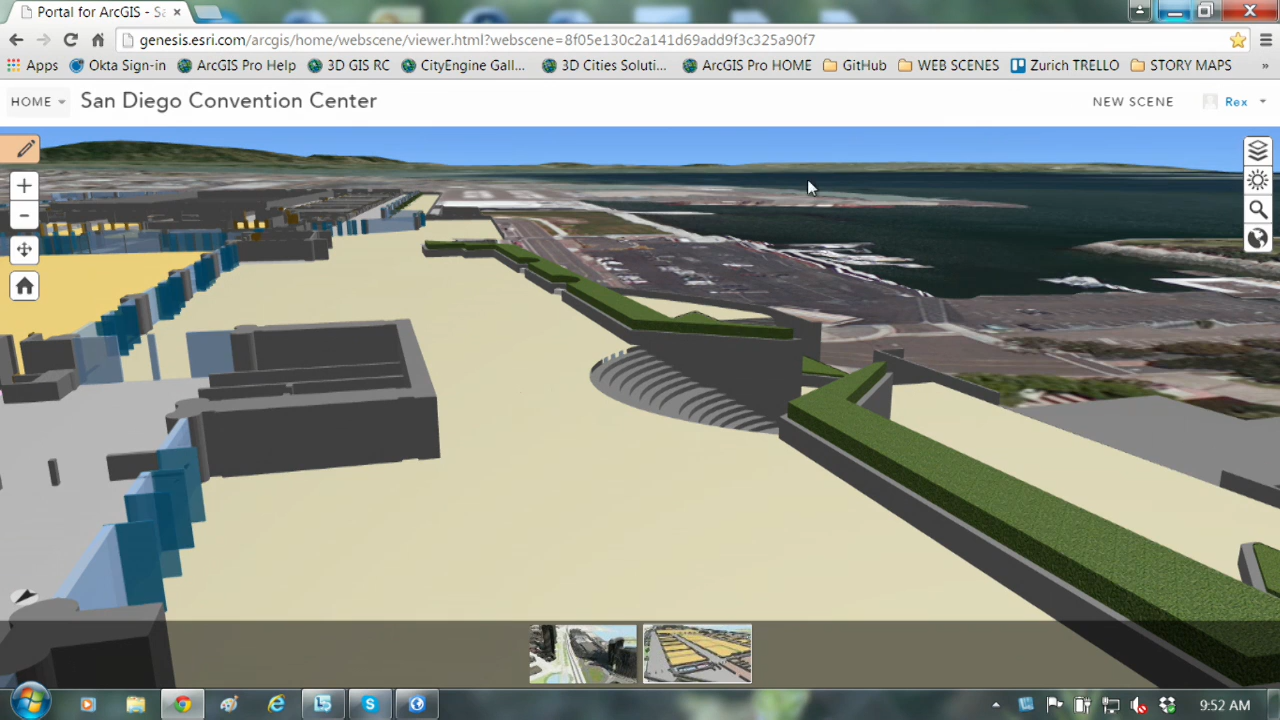 Portal for ArcGIS - Sa
genesis.esri.com/arcgis/home/webscene/viewer.html?webscene=8f05e130c2a141d69add9f3c325a90f7
Apps Okta Sign-in ArcGIS Pro Help 3D GIS RC CityEngine Gall... 3D Cities Soluti... ArcGIS Pro HOME GitHub WEB SCENES Zurich TRELLO STORY MAPS »
HOME San Diego Convention Center NEW SCENE Rex
9:52 AM